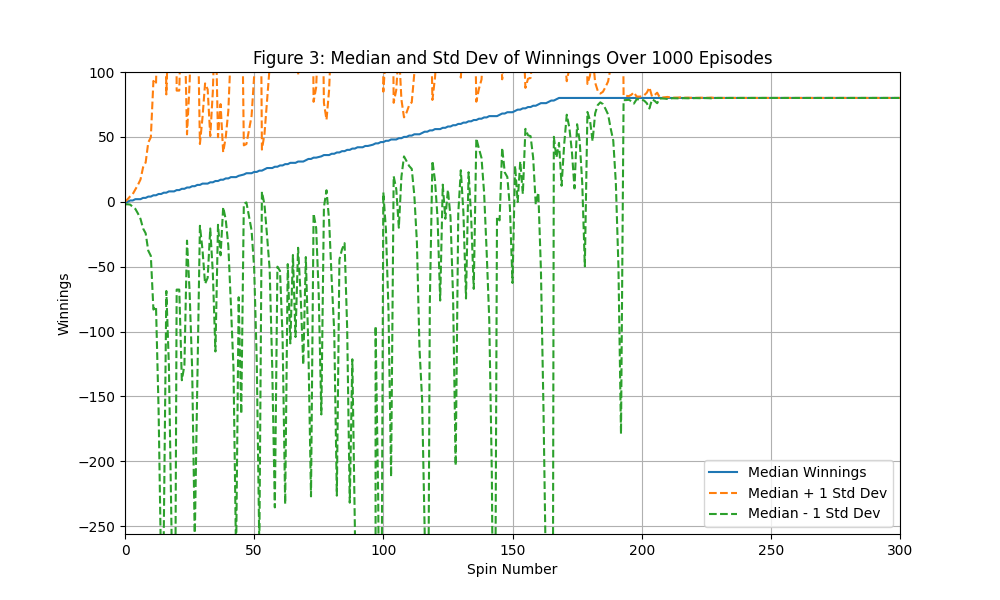 Figure 3: Median and Std Dev of Winnings Over 1000 Episodes
100
50
0
−50
−100
−150
−200
−250
Winnings
0
50
100
150
200
250
300
Spin Number
Median Winnings
Median + 1 Std Dev
Median - 1 Std Dev